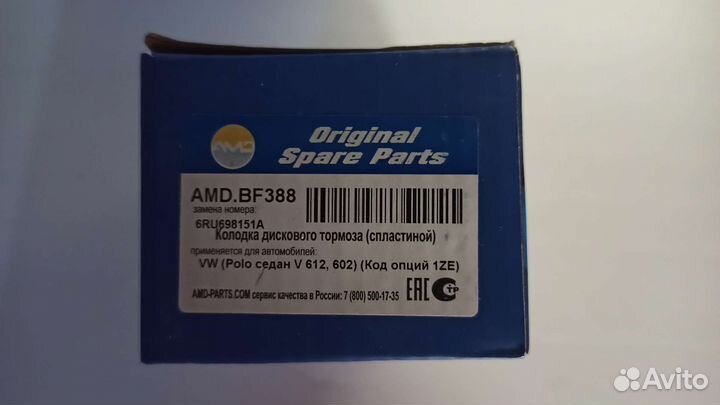 AMD
Original
Spare Parts
AMD.BF388
замена номера:
6RU698151A
Колодка дискового тормоза (спластиной)
применяется для автомобилей:
VW (Polo седан V 612, 602) (Код опций 1ZE)
AMD-PARTS.COM сервис качества в России: 7 (800) 500-17-35
EAC
СТР
Avito